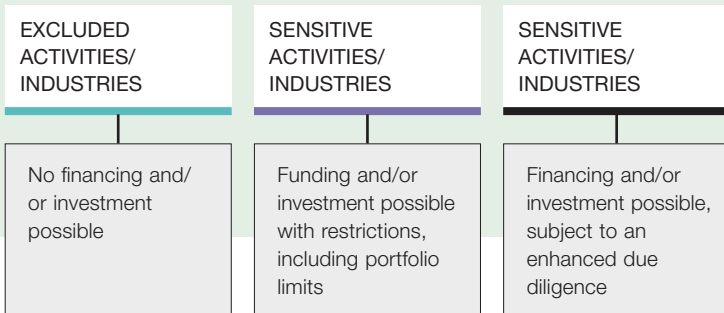 EXCLUDED
ACTIVITIES/
INDUSTRIES
No financing and/
or investment
possible
SENSITIVE
ACTIVITIES/
INDUSTRIES
Funding and/or
investment possible
with restrictions,
including portfolio
limits
SENSITIVE
ACTIVITIES/
INDUSTRIES
Financing and/or
investment possible,
subject to an
enhanced due
diligence